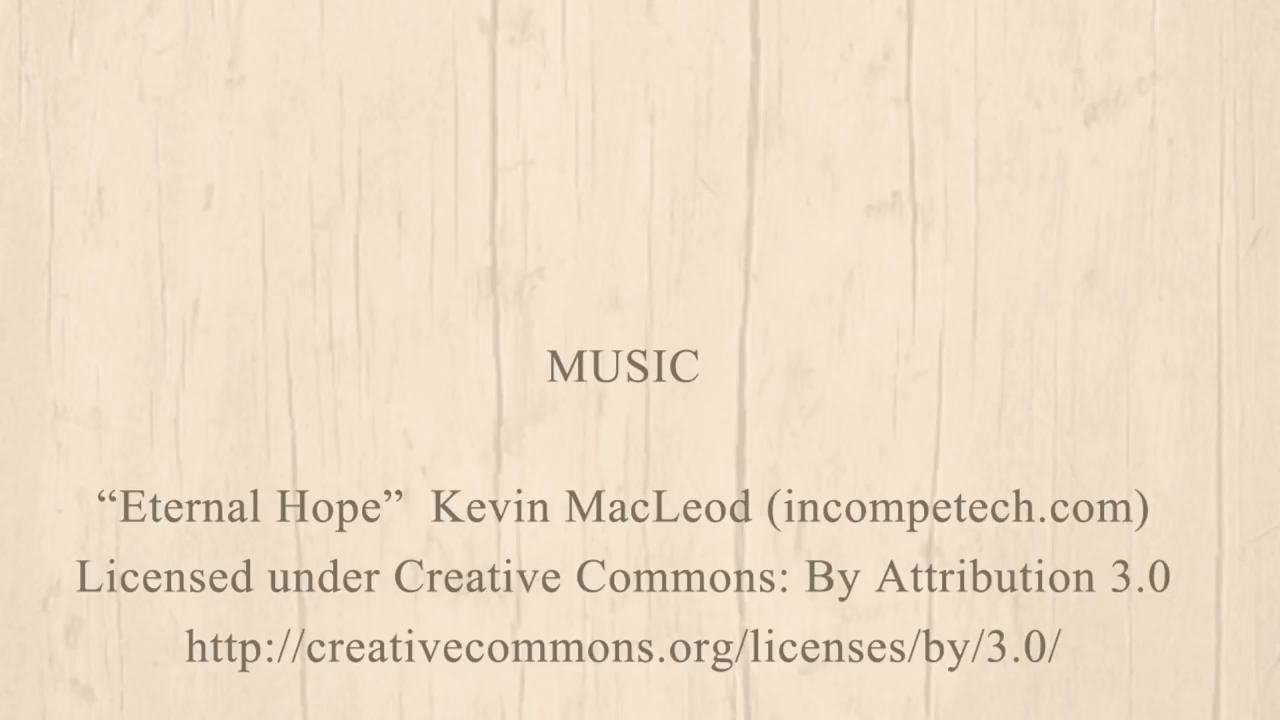 MUSIC
“Eternal Hope”  Kevin MacLeod (incompetech.com)
Licensed under Creative Commons: By Attribution 3.0
http://creativecommons.org/licenses/by/3.0/